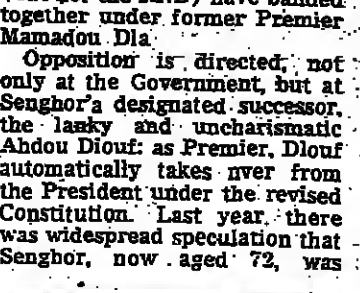 together under former Premier
Mamadou Dla
Opposition is directed, not
only at the Government, but at
Senghor's designated successor,
the lanky and uncharismatic
Abdou Diouf: as Premier, Diouf
automatically takes over from
the President under the revised
Constitution. Last year, there
was widespread speculation that
Senghor, now aged 72, was